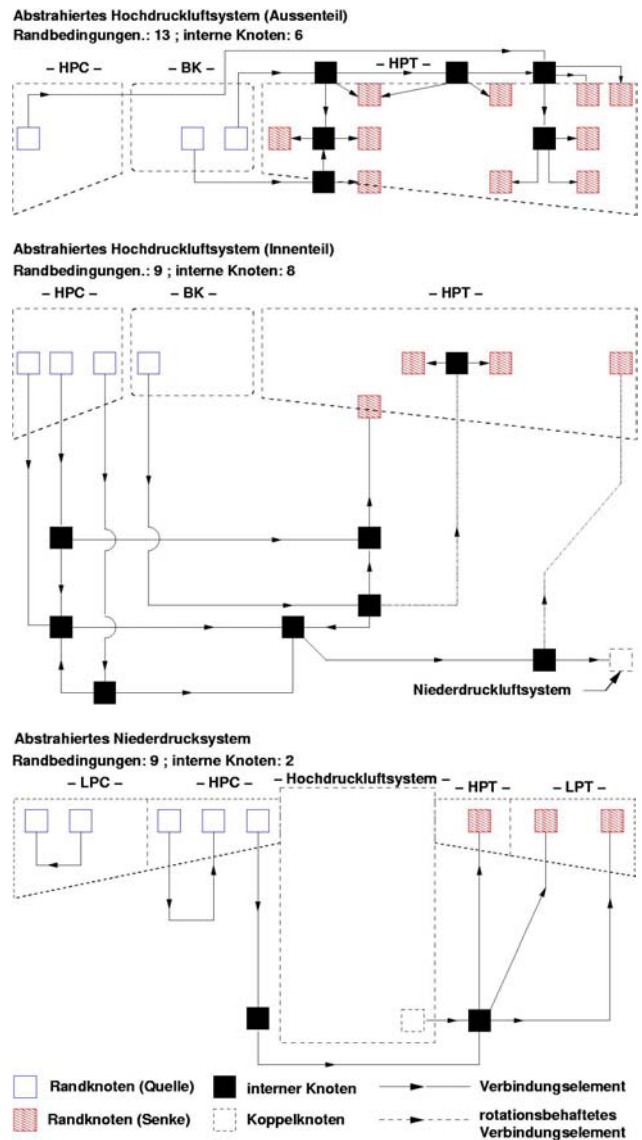 Abstrahiertes Hochdruckluftsystem (Aussenteil)
Randbedingungen.: 13 ; interne Knoten: 6
– HPC –
– BK –
– HPT –
Abstrahiertes Hochdruckluftsystem (Innenteil)
Randbedingungen.: 9 ; interne Knoten: 8
– HPC –
– BK –
– HPT –
Niederdruckluftsystem
Abstrahiertes Niederdrucksystem
Randbedingungen: 9 ; interne Knoten: 2
– LPC –
– HPC –
– Hochdruckluftsystem –
– HPT –
– LPT –
Randknoten (Quelle)
interner Knoten
Verbindungselement
Randknoten (Senke)
Koppelknoten
rotationsbehaftetes
Verbindungselement